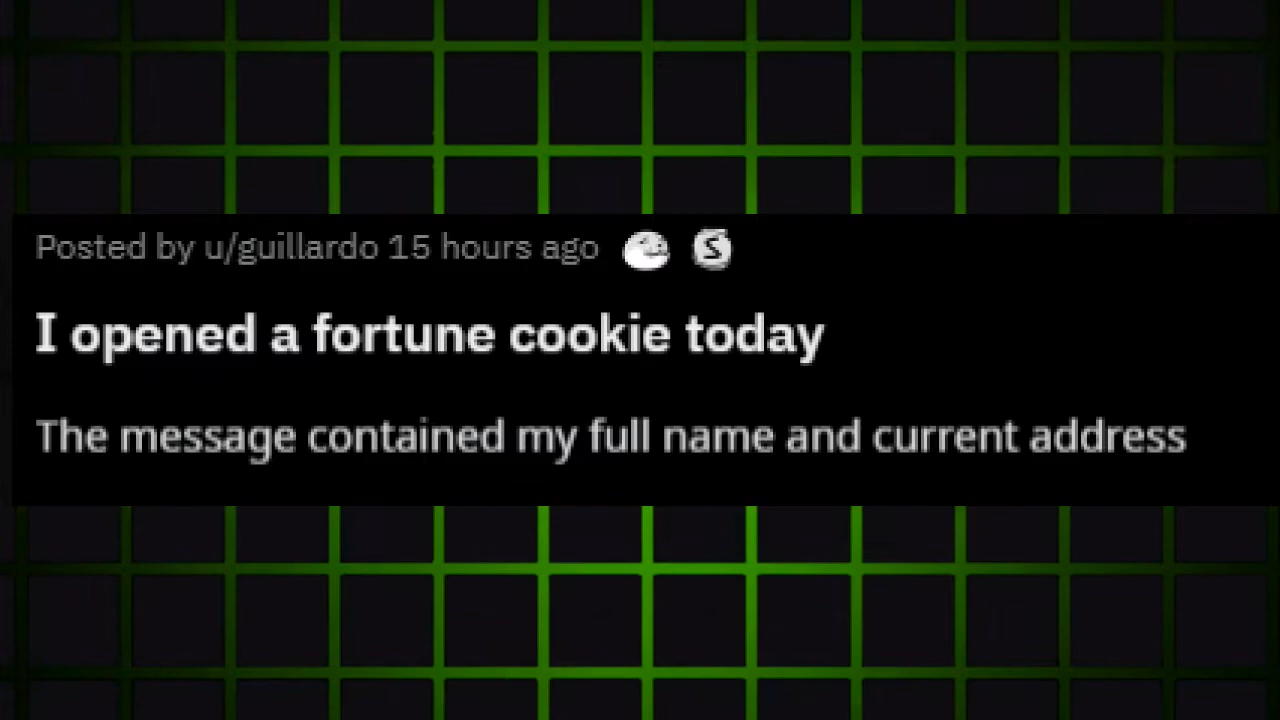 Posted by u/guillardo 15 hours ago
I opened a fortune cookie today
The message contained my full name and current address